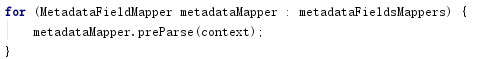 for (MetadataFieldMapper metadataMapper : metadataFieldsMappers) {
    metadataMapper.preParse(context);
}